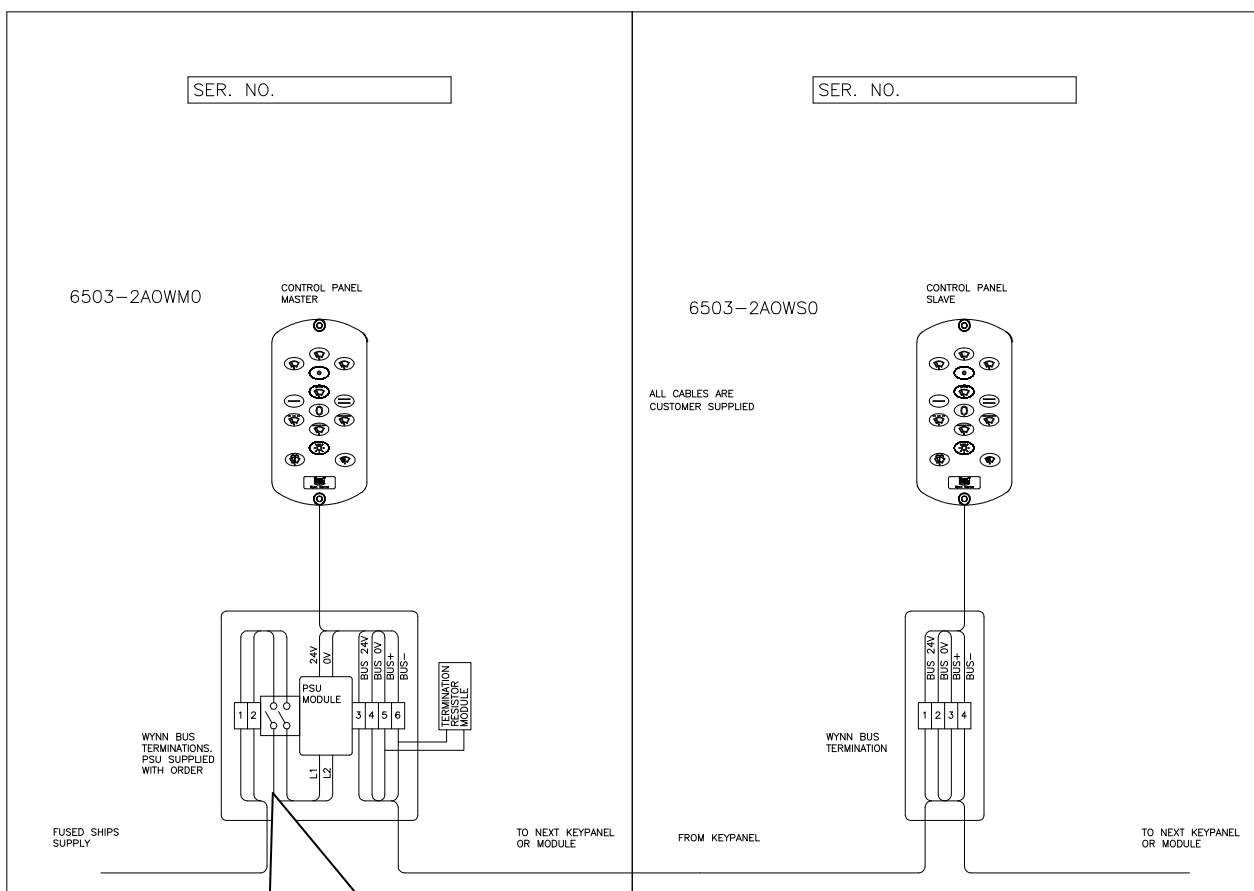 SER. NO.
6503-2AOWM0
CONTROL PANEL
MASTER
24V
0V
BUS 24V
BUS 0V
BUS+
BUS-
PSU
MODULE
1 2
3 4 5 6
TERMINATION
RESISTOR
MODULE
L1
L2
WYNN BUS
TERMINATIONS.
PSU SUPPLIED
WITH ORDER
FUSED SHIPS
SUPPLY
TO NEXT KEYPANEL
OR MODULE
SER. NO.
6503-2AOWS0
CONTROL PANEL
SLAVE
ALL CABLES ARE
CUSTOMER SUPPLIED
BUS 24V
BUS 0V
BUS+
BUS-
1 2 3 4
WYNN BUS
TERMINATION
FROM KEYPANEL
TO NEXT KEYPANEL
OR MODULE